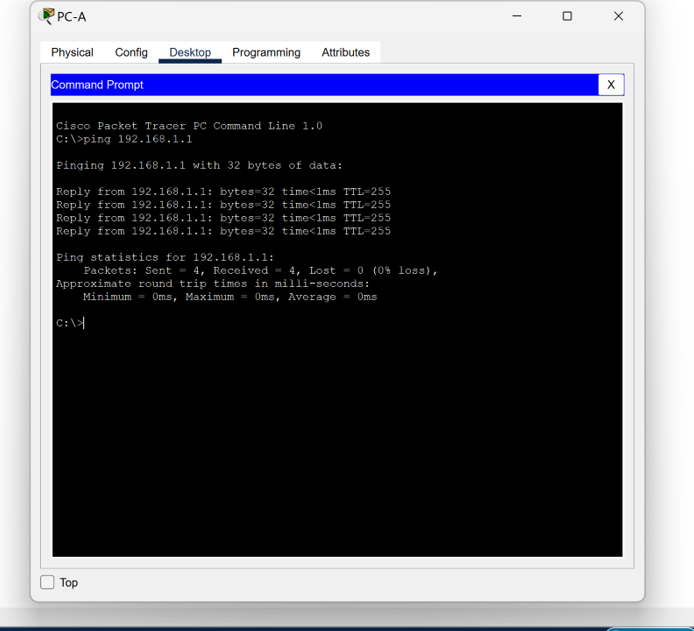 PC-A
Physical Config Desktop Programming Attributes
Command Prompt X
Cisco Packet Tracer PC Command Line 1.0
C:\>ping 192.168.1.1
Pinging 192.168.1.1 with 32 bytes of data:
Reply from 192.168.1.1: bytes=32 time<1ms TTL=255
Reply from 192.168.1.1: bytes=32 time<1ms TTL=255
Reply from 192.168.1.1: bytes=32 time<1ms TTL=255
Reply from 192.168.1.1: bytes=32 time<1ms TTL=255
Ping statistics for 192.168.1.1:
Packets: Sent = 4, Received = 4, Lost = 0 (0% loss),
Approximate round trip times in milli-seconds:
Minimum = 0ms, Maximum = 0ms, Average = 0ms
C:\>
Top